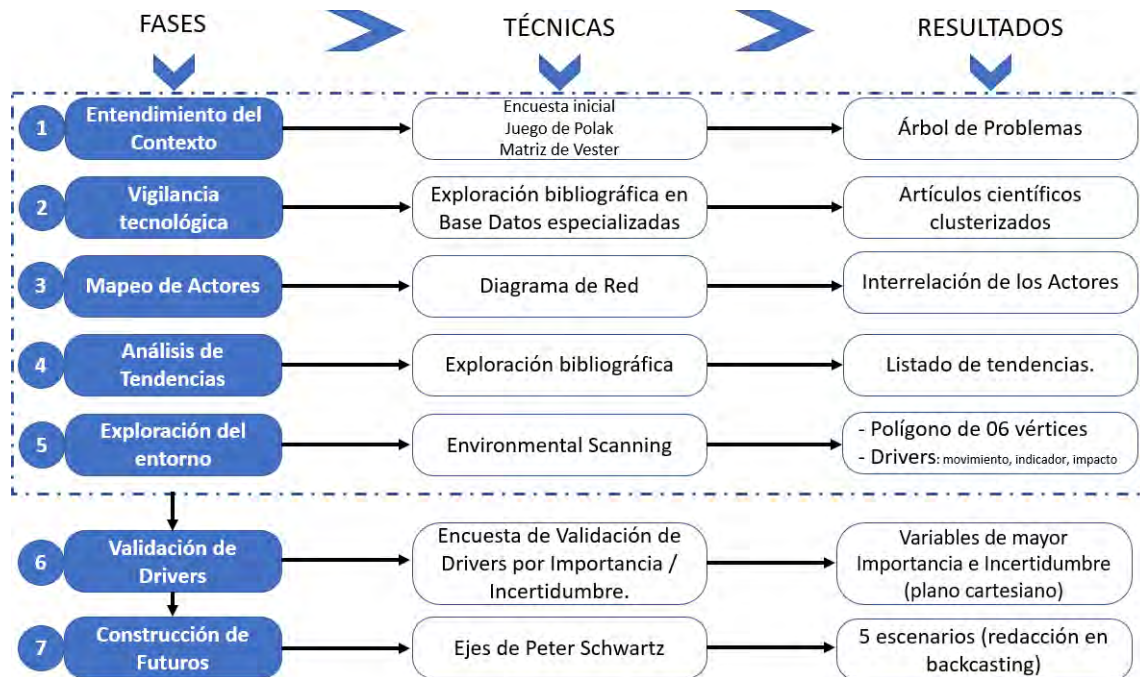 FASES
TÉCNICAS
RESULTADOS
1
Entendimiento del
Contexto
Encuesta inicial
Juego de Polak
Matriz de Vester
Árbol de Problemas
2
Vigilancia
tecnológica
Exploración bibliográfica en
Base Datos especializadas
Artículos científicos
clusterizados
3
Mapeo de Actores
Diagrama de Red
Interrelación de los Actores
4
Análisis de
Tendencias
Exploración bibliográfica
Listado de tendencias.
5
Exploración del
entorno
Environmental Scanning
- Polígono de 06 vértices
- Drivers: movimiento, indicador, impacto
6
Validación de
Drivers
Encuesta de Validación de
Drivers por Importancia /
Incertidumbre.
Variables de mayor
Importancia e Incertidumbre
(plano cartesiano)
7
Construcción de
Futuros
Ejes de Peter Schwartz
5 escenarios (redacción en
backcasting)